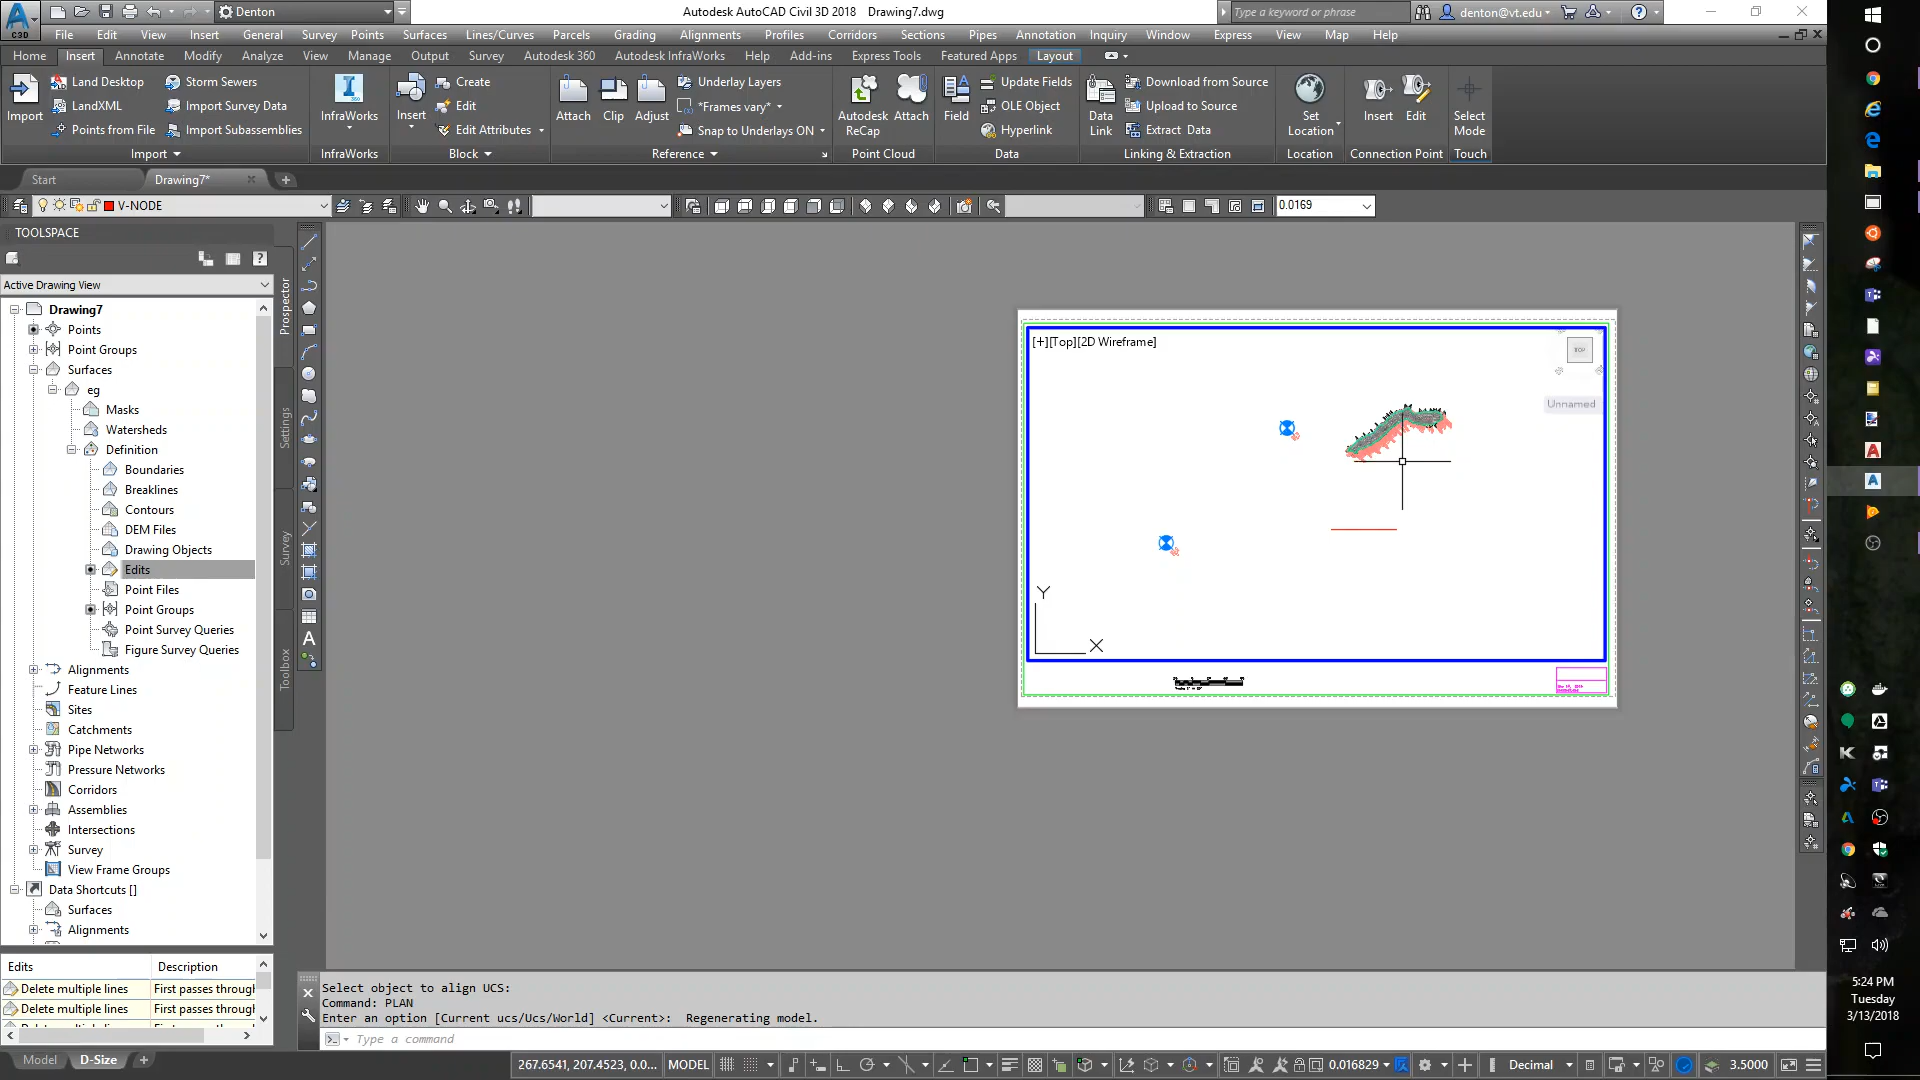 Denton
Autodesk AutoCAD Civil 3D 2018 Drawing7.dwg
Type a keyword or phrase
denton@vt.edu
C3D
File Edit View Insert General Survey Points Surfaces Lines/Curves Parcels Grading Alignments Profiles Corridors Sections Pipes Annotation Inquiry Window Express View Map Help
Home Insert Annotate Modify Analyze View Manage Output Survey Autodesk 360 Autodesk InfraWorks Help Add-ins Express Tools Featured Apps Layout
Import
Land Desktop
LandXML
Points from File
Storm Sewers
Import Survey Data
Import Subassemblies
InfraWorks
Insert
Create
Edit
Edit Attributes
Attach
Clip
Adjust
Underlay Layers
*Frames vary*
Snap to Underlays ON
Autodesk ReCap
Attach
Field
Update Fields
OLE Object
Hyperlink
Data Link
Download from Source
Upload to Source
Extract Data
Set Location
Insert
Edit
Select Mode
Import InfraWorks Block Reference Point Cloud Data Linking & Extraction Location Connection Point Touch
Start Drawing7*
V-NODE
0.0169
TOOLSPACE
Active Drawing View
Prospector
Settings
Survey
Toolbox
Drawing7
Points
Point Groups
Surfaces
eg
Masks
Watersheds
Definition
Boundaries
Breaklines
Contours
DEM Files
Drawing Objects
Edits
Point Files
Point Groups
Point Survey Queries
Figure Survey Queries
Alignments
Feature Lines
Sites
Catchments
Pipe Networks
Pressure Networks
Corridors
Assemblies
Intersections
Survey
View Frame Groups
Data Shortcuts []
Surfaces
Alignments
Edits Description
Delete multiple lines First passes through
Delete multiple lines First passes through
[+][Top][2D Wireframe]
TOP
Unnamed
Y
X
Select object to align UCS:
Command: PLAN
Enter an option [Current ucs/Ucs/World] <Current>: Regenerating model.
Type a command
Model D-Size
267.6541, 207.4523, 0.0... MODEL
0.016829
Decimal
3.5000
5:24 PM
Tuesday
3/13/2018